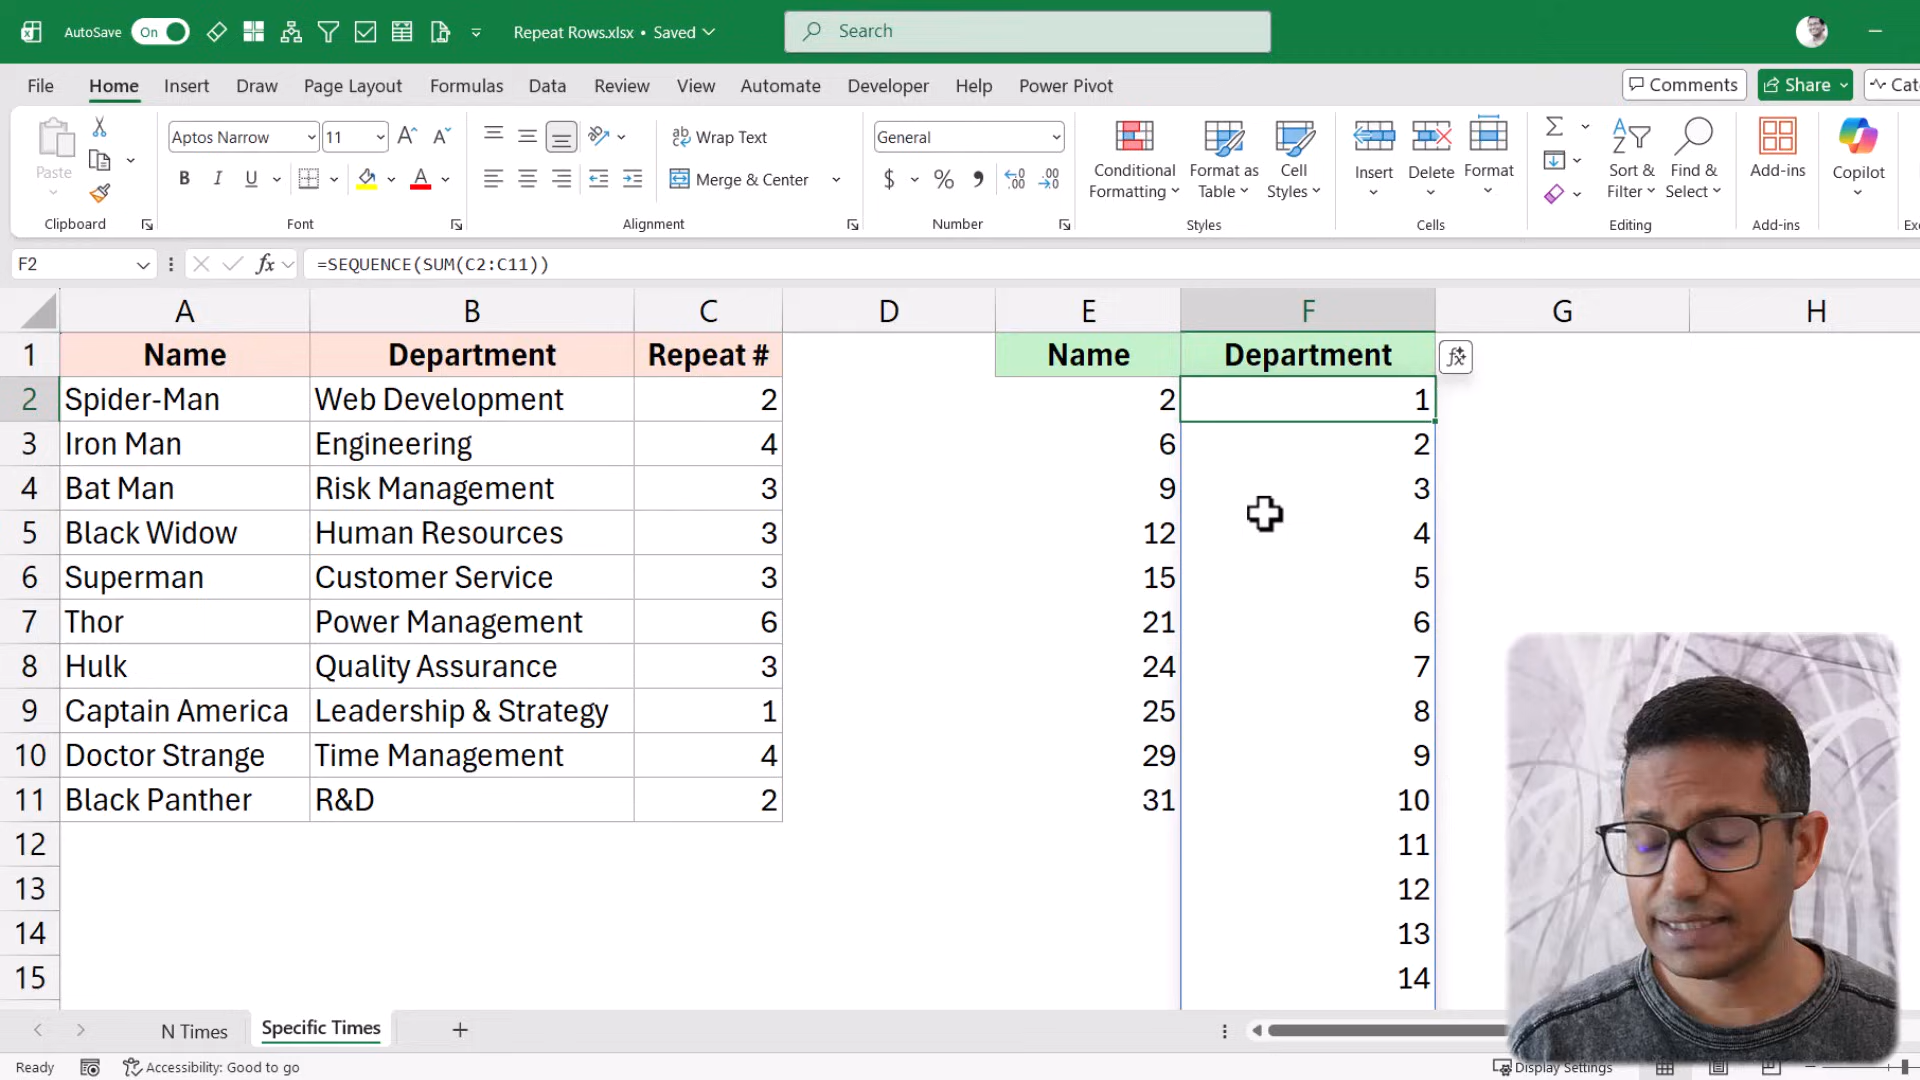 AutoSave On Repeat Rows.xlsx • Saved Search
File Home Insert Draw Page Layout Formulas Data Review View Automate Developer Help Power Pivot Comments Share
Paste Aptos Narrow 11 Wrap Text General Conditional Formatting Format as Table Cell Styles Insert Delete Format Sort & Filter Find & Select Add-ins Copilot
B I U Merge & Center $ % 9
Clipboard Font Alignment Number Styles Cells Editing Add-ins
F2 fx =SEQUENCE(SUM(C2:C11))
A B C D E F G H
1 Name Department Repeat # Name Department
2 Spider-Man Web Development 2 2 1
3 Iron Man Engineering 4 6 2
4 Bat Man Risk Management 3 9 3
5 Black Widow Human Resources 3 12 4
6 Superman Customer Service 3 15 5
7 Thor Power Management 6 21 6
8 Hulk Quality Assurance 3 24 7
9 Captain America Leadership & Strategy 1 25 8
10 Doctor Strange Time Management 4 29 9
11 Black Panther R&D 2 31 10
12 11
13 12
14 13
15 14
N Times Specific Times
Ready Accessibility: Good to go Display Settings